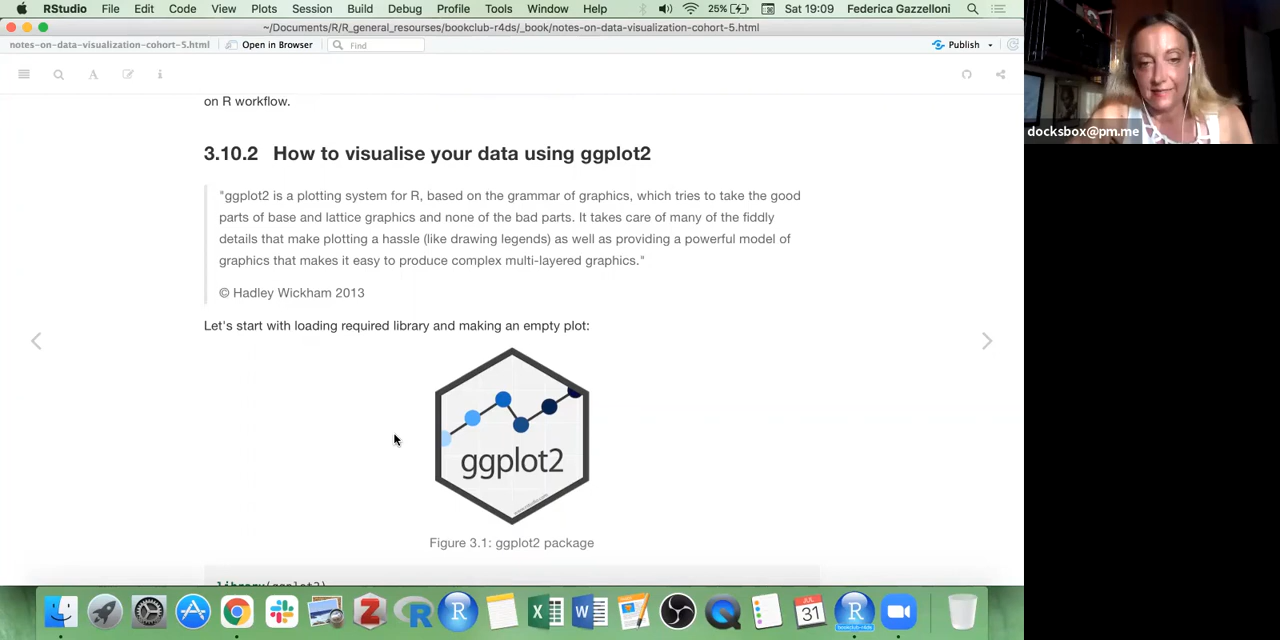 RStudio File Edit Code View Plots Session Build Debug Profile Tools Window Help 25% Sat 19:09 Federica Gazzelloni
~/Documents/R/R_general_resourses/bookclub-r4ds/_book/notes-on-data-visualization-cohort-5.html
notes-on-data-visualization-cohort-5.html Open in Browser Find Publish
on R workflow.
3.10.2 How to visualise your data using ggplot2
"ggplot2 is a plotting system for R, based on the grammar of graphics, which tries to take the good
parts of base and lattice graphics and none of the bad parts. It takes care of many of the fiddly
details that make plotting a hassle (like drawing legends) as well as providing a powerful model of
graphics that makes it easy to produce complex multi-layered graphics."
© Hadley Wickham 2013
Let's start with loading required library and making an empty plot:
ggplot2
Figure 3.1: ggplot2 package
library(ggplot2)
JUL
31
docksbox@pm.me